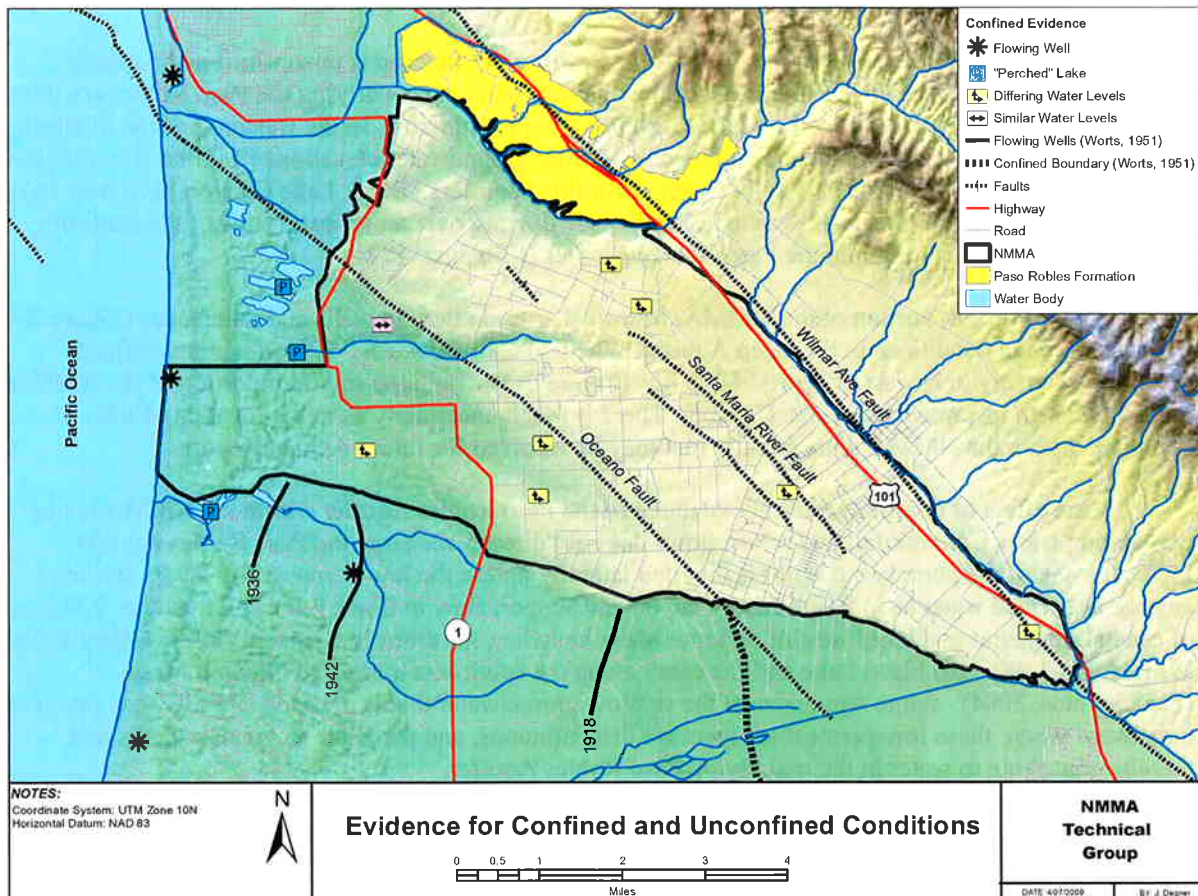 Confined Evidence
Flowing Well
P
"Perched" Lake
Differing Water Levels
Similar Water Levels
Flowing Wells (Worts, 1951)
Confined Boundary (Worts, 1951)
Faults
Highway
Road
NMMA
Paso Robles Formation
Water Body
P
P
P
Pacific Ocean
Wilmar Ave Fault
Santa Maria River Fault
Oceano Fault
101
1
1936
1942
1918
NOTES:
Coordinate System: UTM Zone 10N
Horizontal Datum: NAD 83
N
Evidence for Confined and Unconfined Conditions
0 0.5 1 2 3 4
Miles
NMMA
Technical
Group
DATE